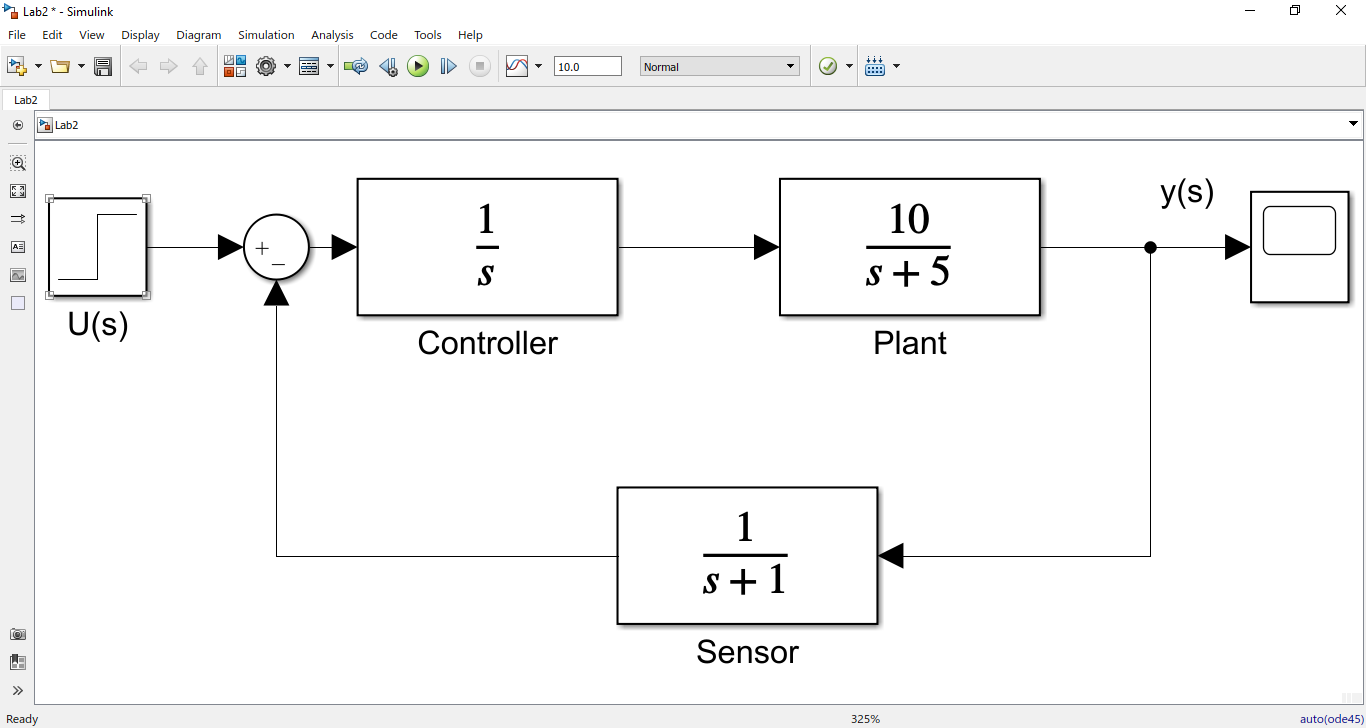 Lab2 * - Simulink
File Edit View Display Diagram Simulation Analysis Code Tools Help
10.0 Normal
Lab2
Lab2
U(s)
+
−
1
s
Controller
10
s + 5
Plant
y(s)
1
s + 1
Sensor
Ready 325% auto(ode45)